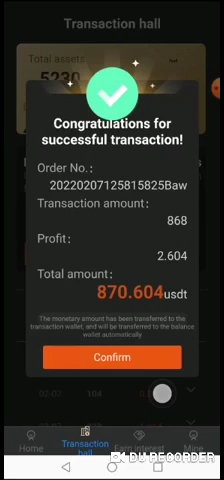 Transaction hall
Total assets
5230
Congratulations for
successful transaction!
Order No.:
20220207125815825Baw
Transaction amount:
868
Profit:
2.604
Total amount:
870.604usdt
The monetary amount has been transferred to the
transaction wallet, and will be transferred to the balance
wallet automatically
Confirm
02-07 104
Home Transaction hall Earn interest Mine
DU RECORDER